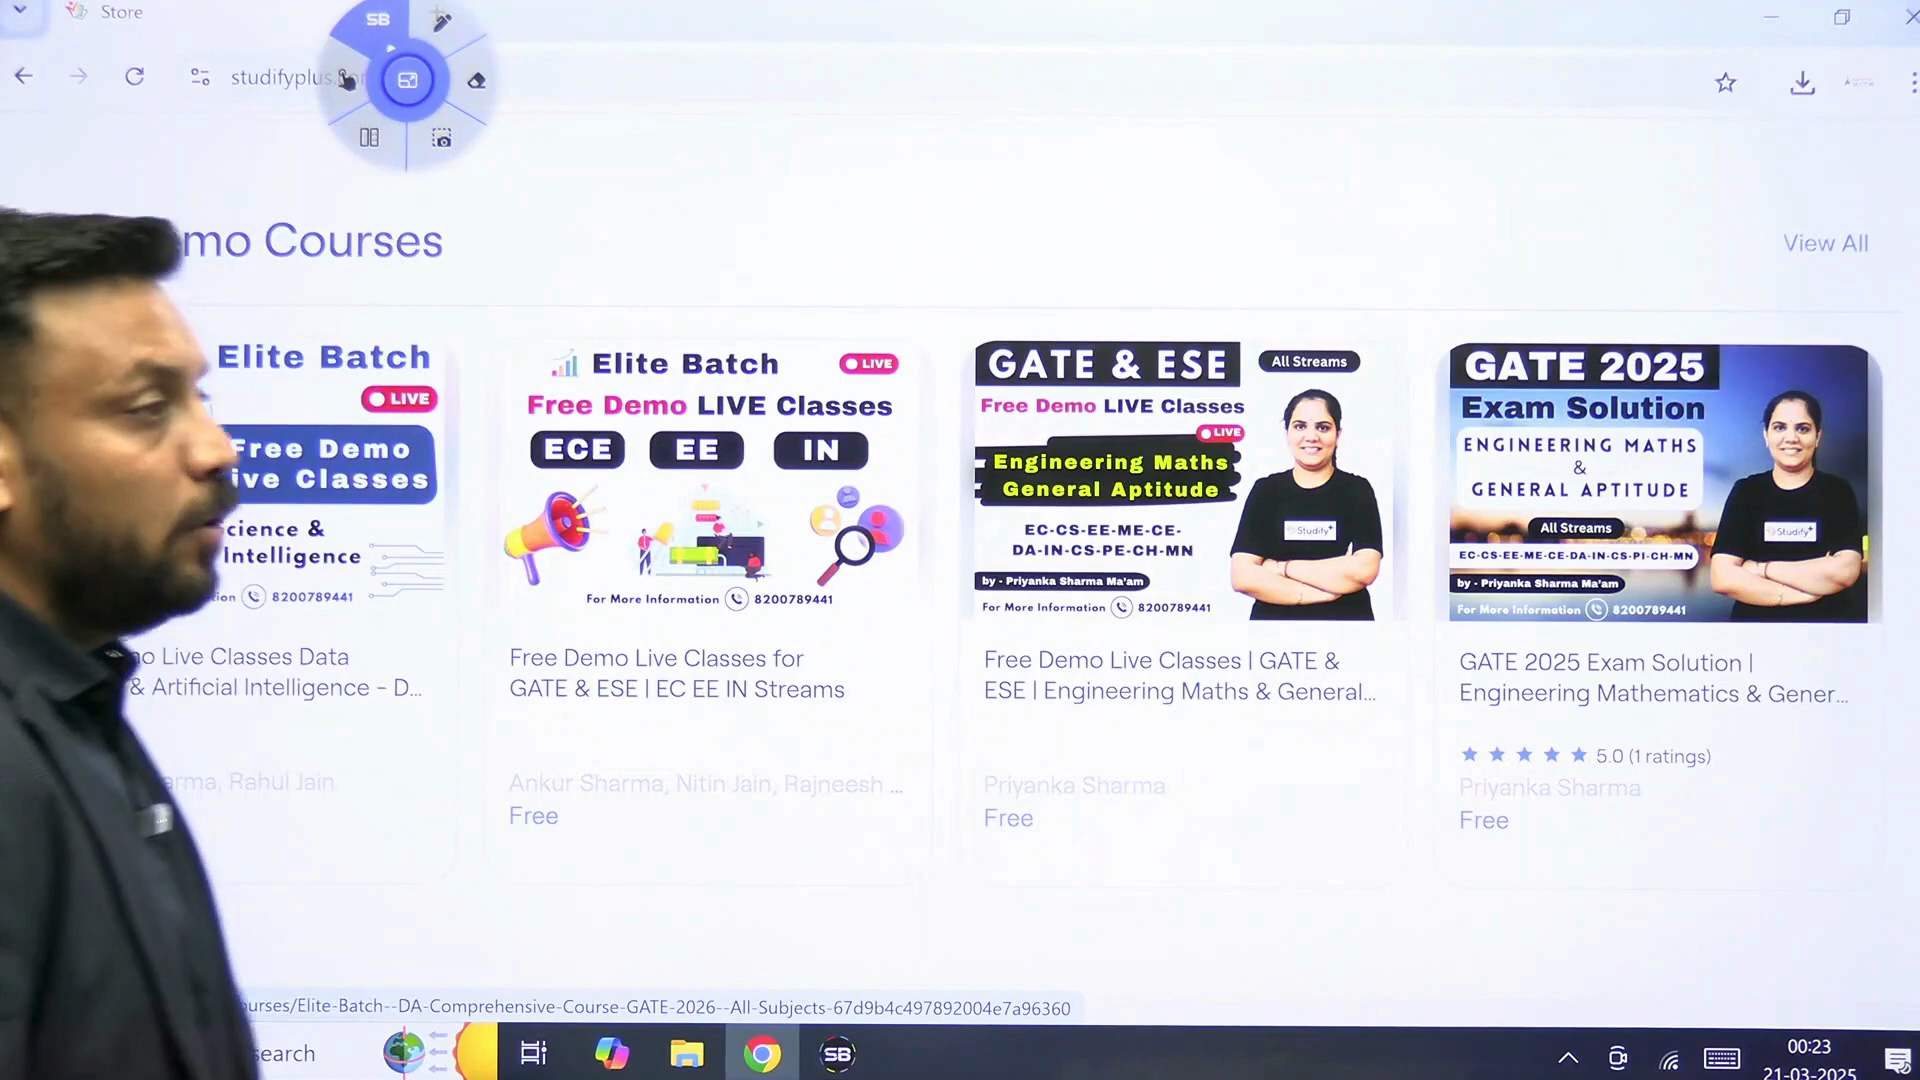 Store
SB
studifyplus.
mo Courses
View All
Elite Batch
LIVE
Free Demo
ive Classes
cience &
Intelligence
8200789441
Live Classes Data
& Artificial Intelligence - D...
Rahul Jain
Elite Batch
LIVE
Free Demo LIVE Classes
ECE
EE
IN
For More Information 8200789441
Free Demo Live Classes for
GATE & ESE | EC EE IN Streams
Ankur Sharma, Nitin Jain, Rajneesh ...
Free
GATE & ESE
All Streams
Free Demo LIVE Classes
LIVE
Engineering Maths
General Aptitude
EC-CS-EE-ME-CE-
DA-IN-CS-PE-CH-MN
Studify+
by - Priyanka Sharma Ma'am
For More Information 8200789441
Free Demo Live Classes | GATE &
ESE | Engineering Maths & General...
Priyanka Sharma
Free
GATE 2025
Exam Solution
ENGINEERING MATHS
&
GENERAL APTITUDE
All Streams
EC-CS-EE-ME-CE-DA-IN-CS-PI-CH-MN
Studify+
by - Priyanka Sharma Ma'am
For More Information 8200789441
GATE 2025 Exam Solution |
Engineering Mathematics & Gener...
5.0 (1 ratings)
Priyanka Sharma
Free
ourses/Elite-Batch--DA-Comprehensive-Course-GATE-2026--All-Subjects-67d9b4c497892004e7a96360
search
SB
00:23
21-03-2025